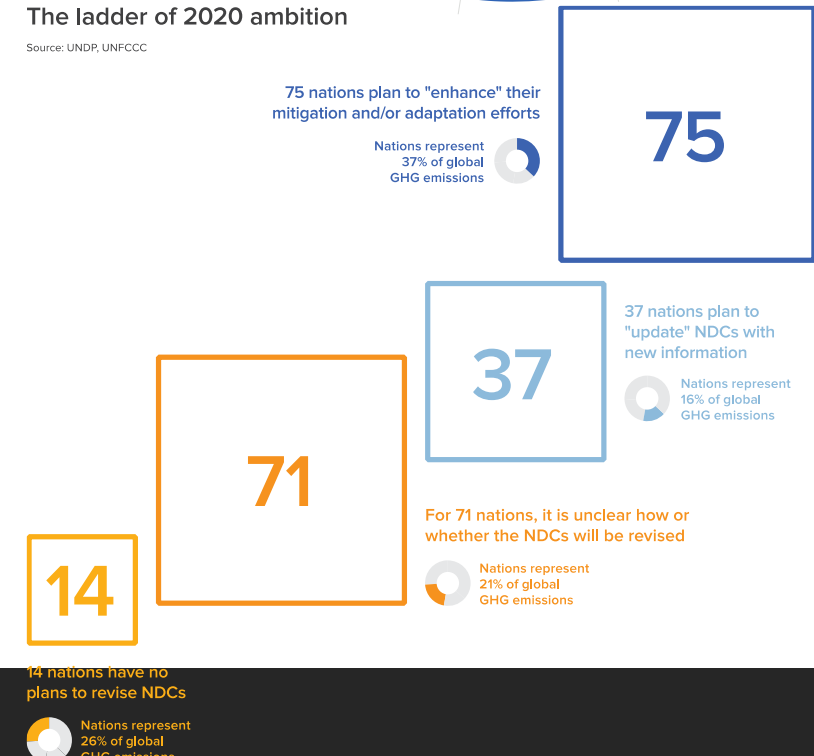 The ladder of 2020 ambition
Source: UNDP, UNFCCC
75 nations plan to "enhance" their
mitigation and/or adaptation efforts
Nations represent
37% of global
GHG emissions
75
37
37 nations plan to
"update" NDCs with
new information
Nations represent
16% of global
GHG emissions
71
For 71 nations, it is unclear how or
whether the NDCs will be revised
Nations represent
21% of global
GHG emissions
14
14 nations have no
plans to revise NDCs
Nations represent
26% of global
GHG emissions